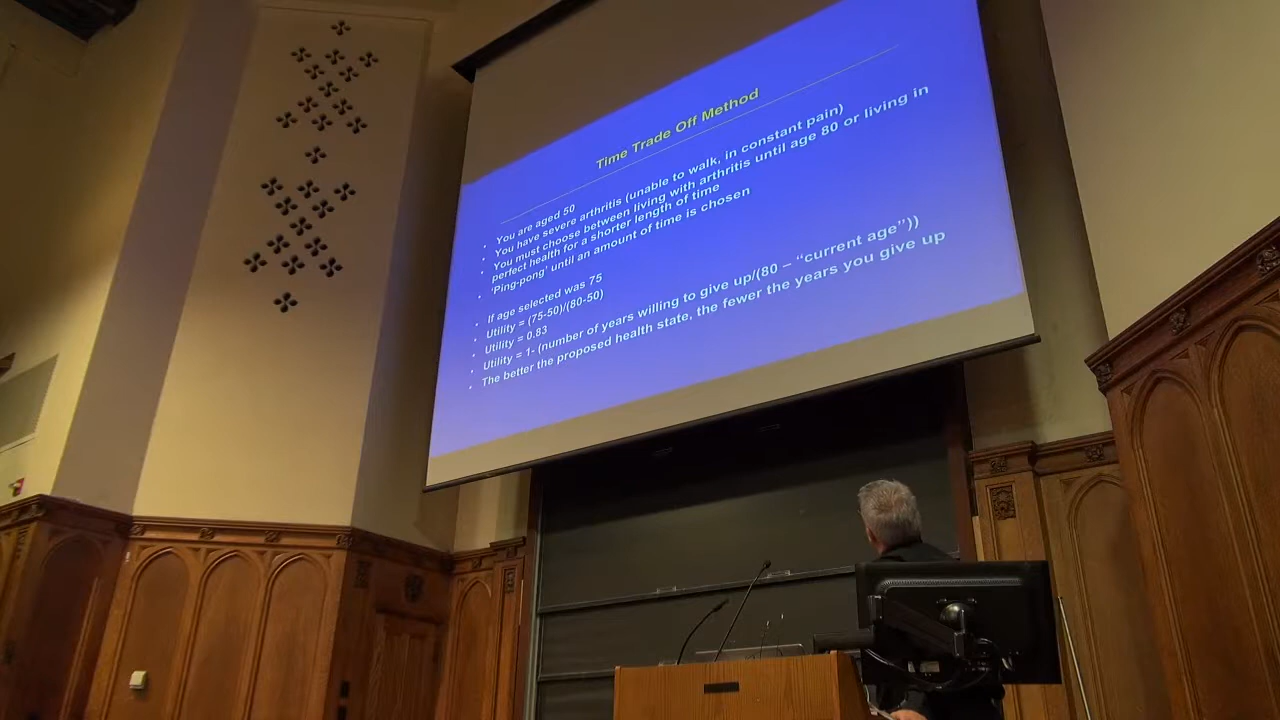 Time Trade Off Method
• You are aged 50
• You have severe arthritis (unable to walk, in constant pain)
• You must choose between living with arthritis until age 80 or living in
perfect health for a shorter length of time
• ‘Ping-pong’ until an amount of time is chosen
• If age selected was 75
• Utility = (75-50)/(80-50)
• Utility = 0.83
• Utility = 1- (number of years willing to give up/(80 – “current age”))
• The better the proposed health state, the fewer the years you give up